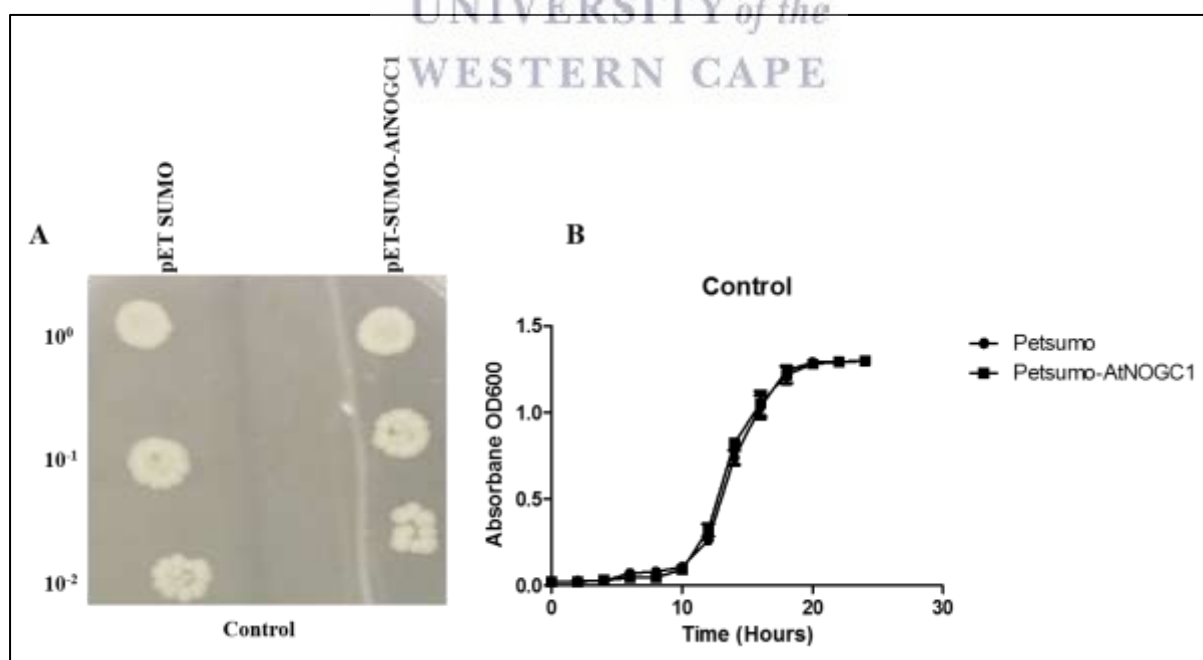 UNIVERSITY of the
WESTERN CAPE
A
pET SUMO
pET-SUMO-AtNOGC1
10⁰
10⁻¹
10⁻²
Control
B
Control
Absorbane OD600
1.5
1.0
0.5
0.0
0
10
20
30
Time (Hours)
Petsumo
Petsumo-AtNOGC1